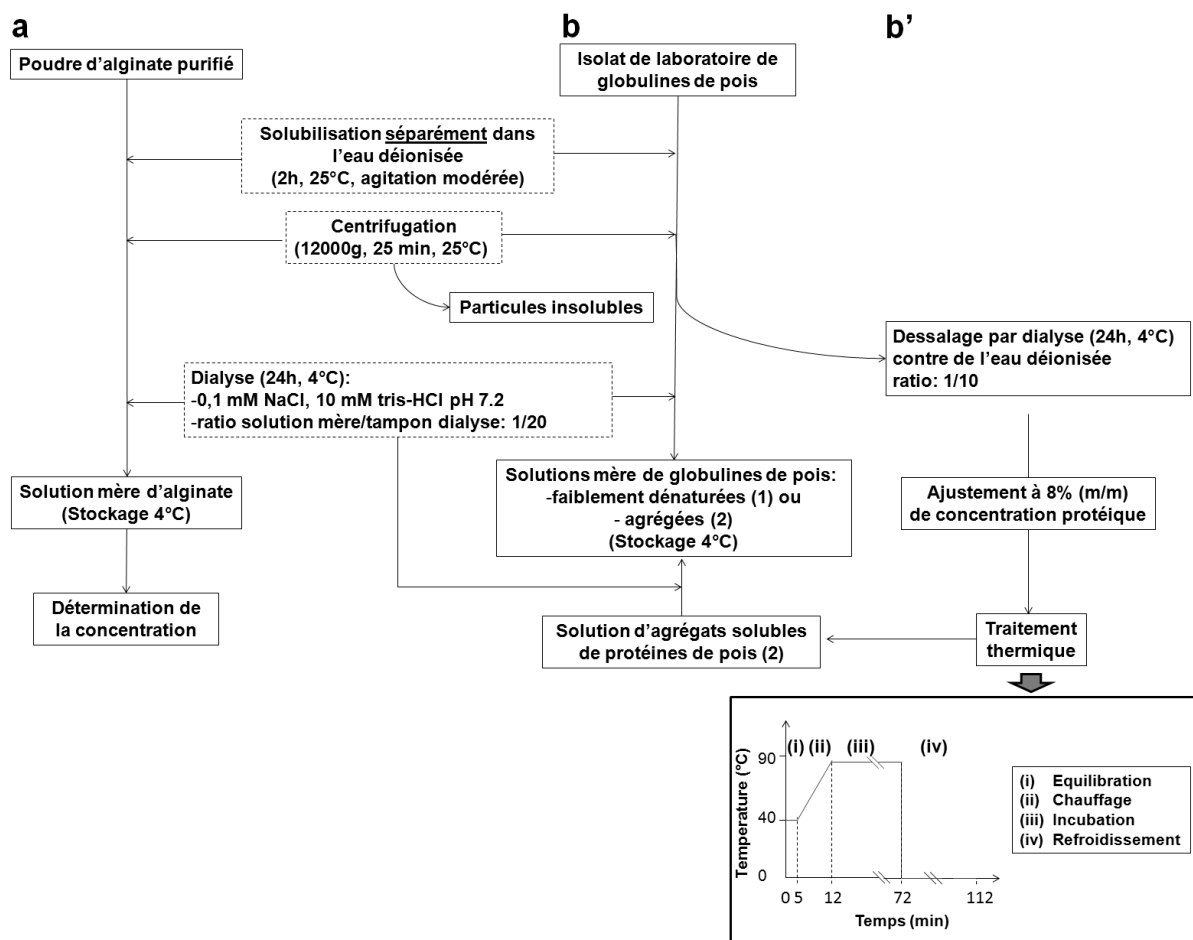 a
b
b’
Poudre d’alginate purifié
Isolat de laboratoire de
globulines de pois
Solubilisation séparément dans
l’eau déionisée
(2h, 25°C, agitation modérée)
Centrifugation
(12000g, 25 min, 25°C)
Particules insolubles
Dessalage par dialyse (24h, 4°C)
contre de l’eau déionisée
ratio: 1/10
Dialyse (24h, 4°C):
-0,1 mM NaCl, 10 mM tris-HCl pH 7.2
-ratio solution mère/tampon dialyse: 1/20
Solution mère d’alginate
(Stockage 4°C)
Solutions mère de globulines de pois:
-faiblement dénaturées (1) ou
- agrégées (2)
(Stockage 4°C)
Ajustement à 8% (m/m)
de concentration protéique
Détermination de
la concentration
Solution d’agrégats solubles
de protéines de pois (2)
Traitement
thermique
Temperature (°C)
90
40
0
(i) (ii) (iii) (iv)
0 5 12 72 112
Temps (min)
(i) Equilibration
(ii) Chauffage
(iii) Incubation
(iv) Refroidissement